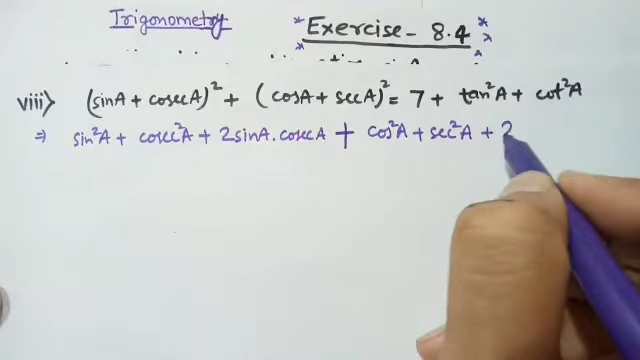 Trigonometry
* Exercise - 8.4 *
viii) (sinA + cosecA)² + (cosA + secA)² = 7 + tan²A + cot²A
⇒ sin²A + cosec²A + 2sinA.cosecA + cos²A + sec²A + 2